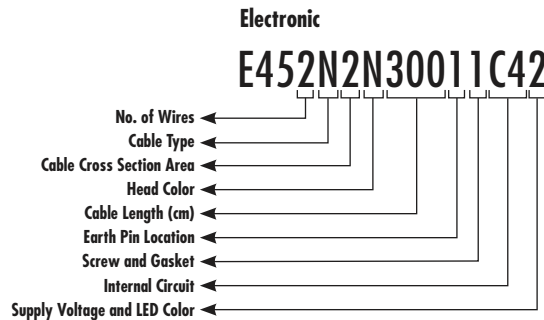 Electronic
E452N2N30011C42
No. of Wires
Cable Type
Cable Cross Section Area
Head Color
Cable Length (cm)
Earth Pin Location
Screw and Gasket
Internal Circuit
Supply Voltage and LED Color